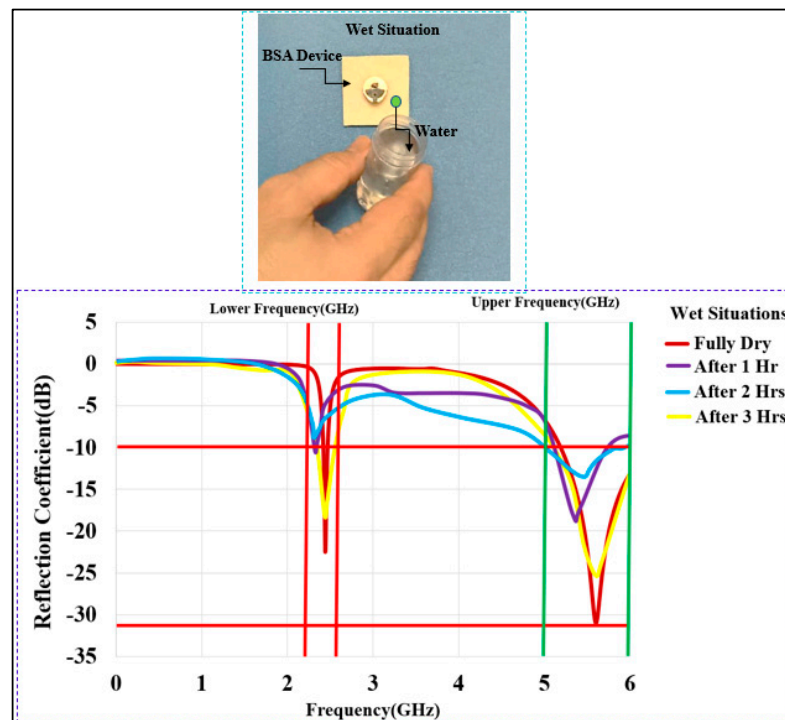 Wet Situation
BSA Device
Water
Lower Frequency(GHz)
Upper Frequency(GHz)
Wet Situations
Fully Dry
After 1 Hr
After 2 Hrs
After 3 Hrs
Reflection Coefficient(dB)
5
0
-5
-10
-15
-20
-25
-30
-35
0 1 2 3 4 5 6
Frequency(GHz)